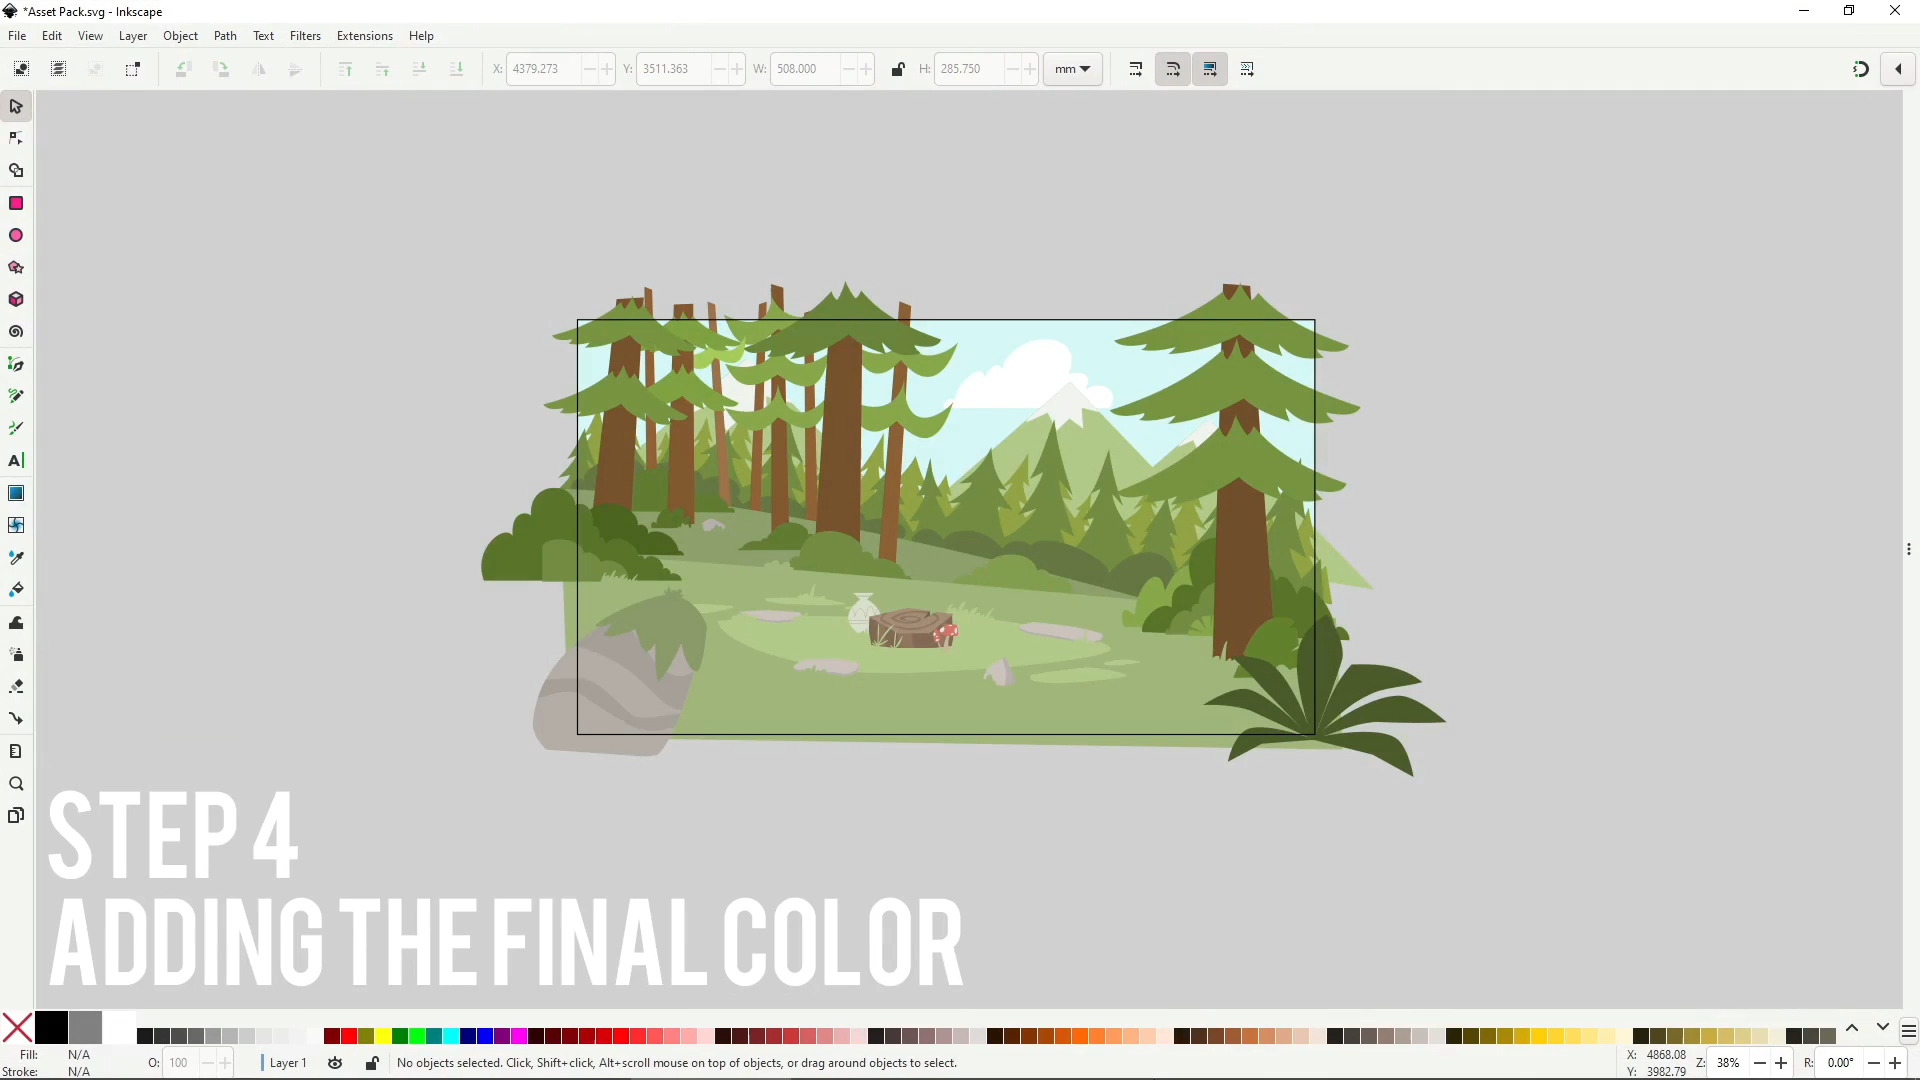 *Asset Pack.svg - Inkscape
File Edit View Layer Object Path Text Filters Extensions Help
X: 4379.273 Y: 3511.363 W: 508.000 H: 285.750 mm
STEP 4
ADDING THE FINAL COLOR
Fill: N/A
Stroke: N/A
O: 100
Layer 1
No objects selected. Click, Shift+click, Alt+scroll mouse on top of objects, or drag around objects to select.
X: 4868.08
Y: 3982.79
Z: 38%
R: 0.00°